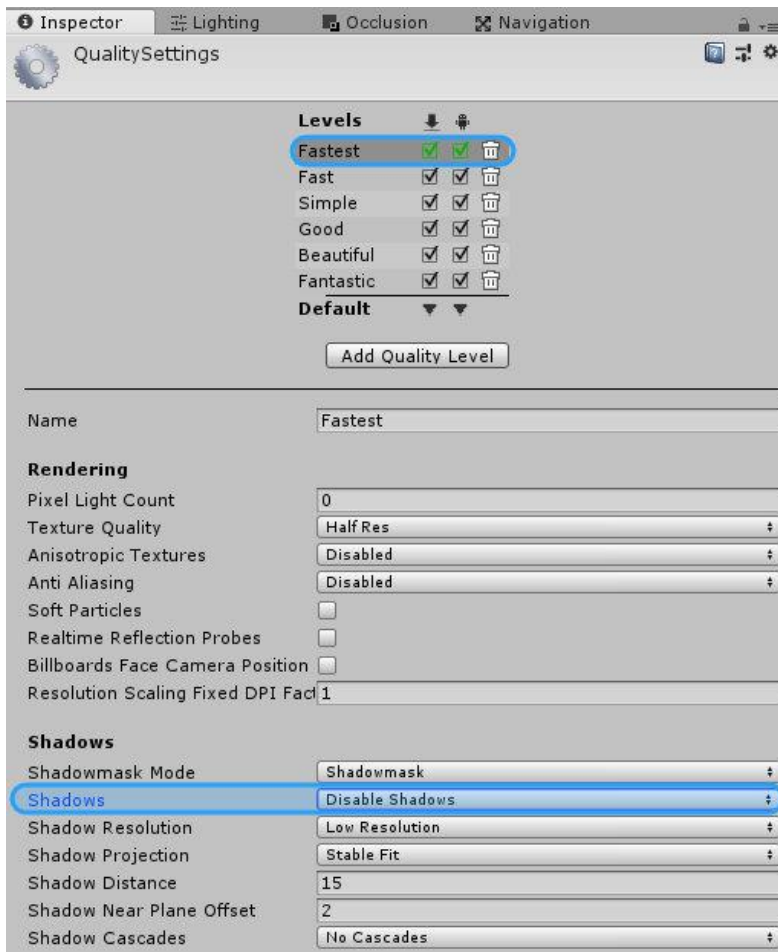 Inspector Lighting Occlusion Navigation
QualitySettings
Levels
Fastest
Fast
Simple
Good
Beautiful
Fantastic
Default
Add Quality Level
Name Fastest
Rendering
Pixel Light Count 0
Texture Quality Half Res
Anisotropic Textures Disabled
Anti Aliasing Disabled
Soft Particles
Realtime Reflection Probes
Billboards Face Camera Position
Resolution Scaling Fixed DPI Fact 1
Shadows
Shadowmask Mode Shadowmask
Shadows Disable Shadows
Shadow Resolution Low Resolution
Shadow Projection Stable Fit
Shadow Distance 15
Shadow Near Plane Offset 2
Shadow Cascades No Cascades